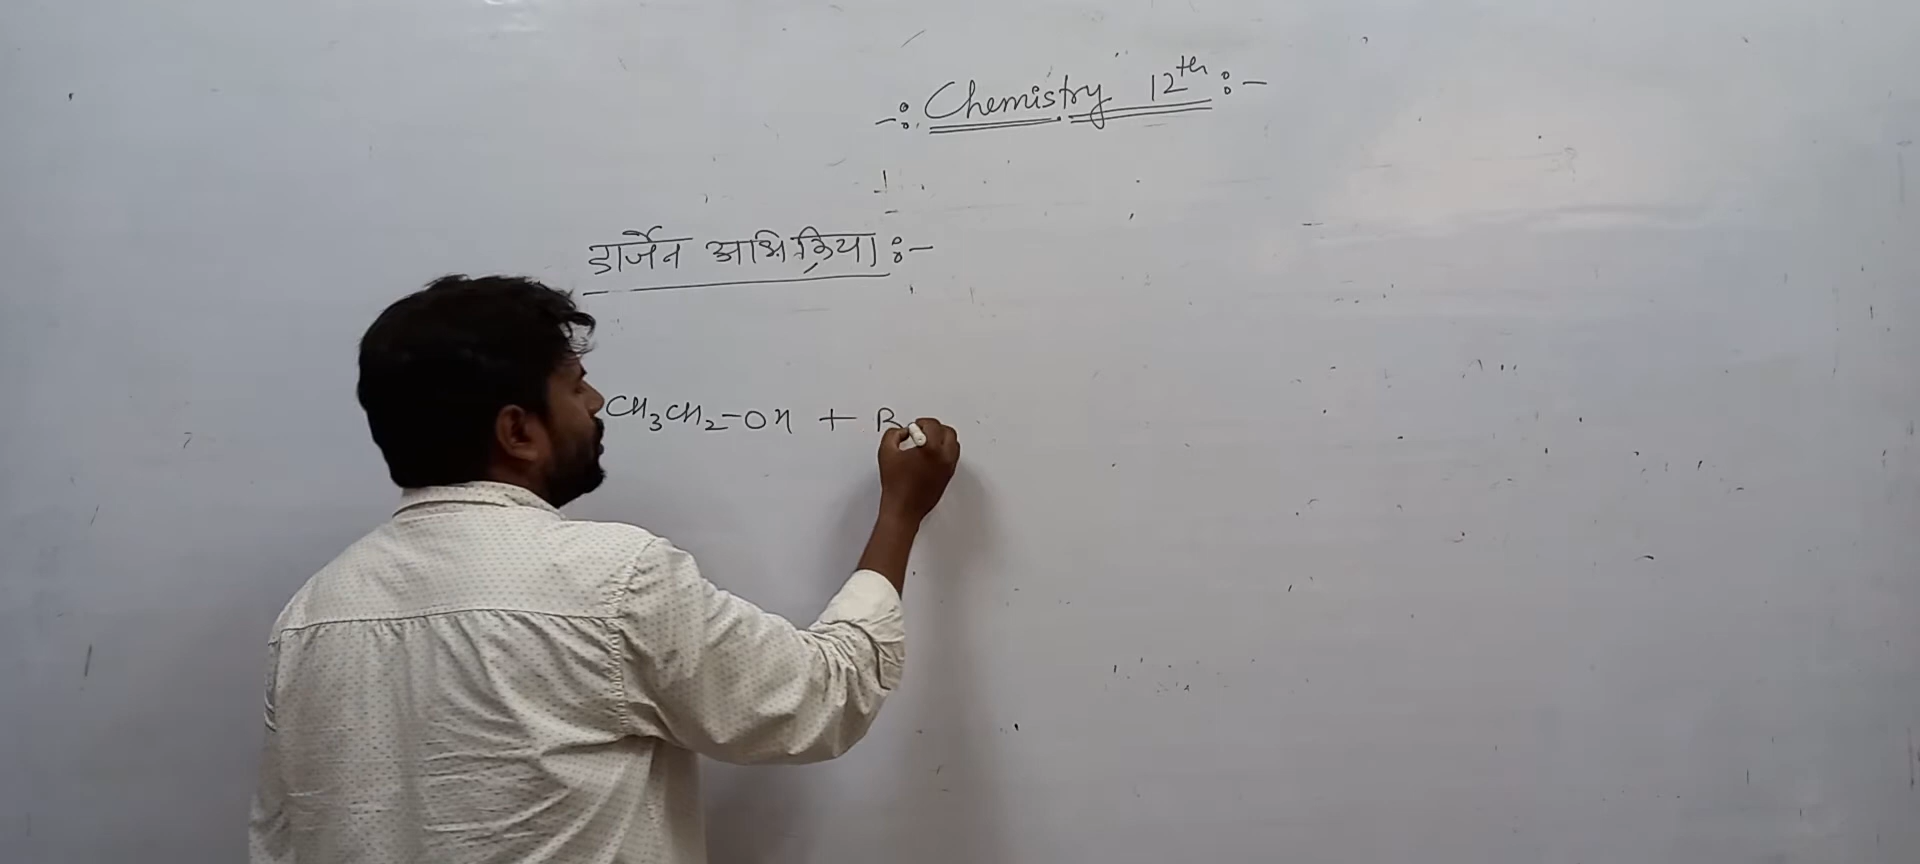 -: Chemistry 12th :-
डार्जेन अभिक्रिया :-
CH3CH2-OH +